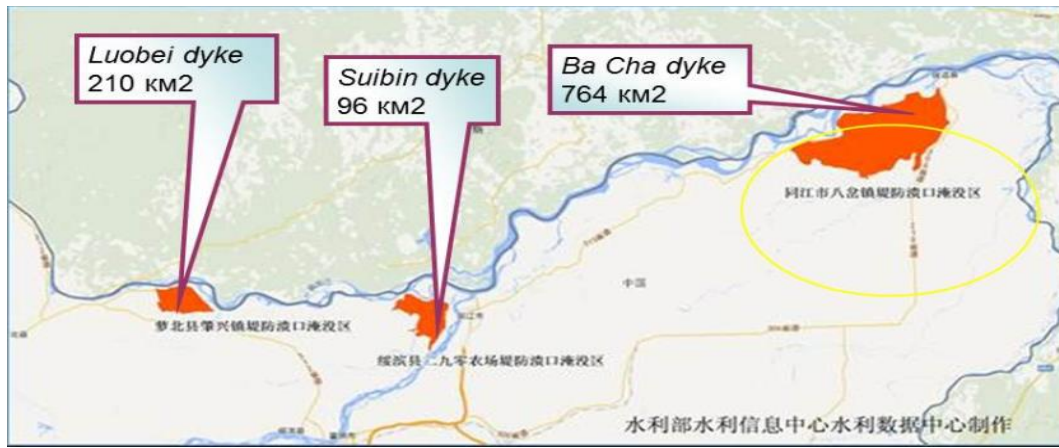 Luobei dyke
210 км2
Suibin dyke
96 км2
Ba Cha dyke
764 км2
同江市八岔镇堤防溃口淹没区
中国
萝北县肇兴镇堤防溃口淹没区
绥滨县二九零农场堤防溃口淹没区
水利部水利信息中心水利数据中心制作